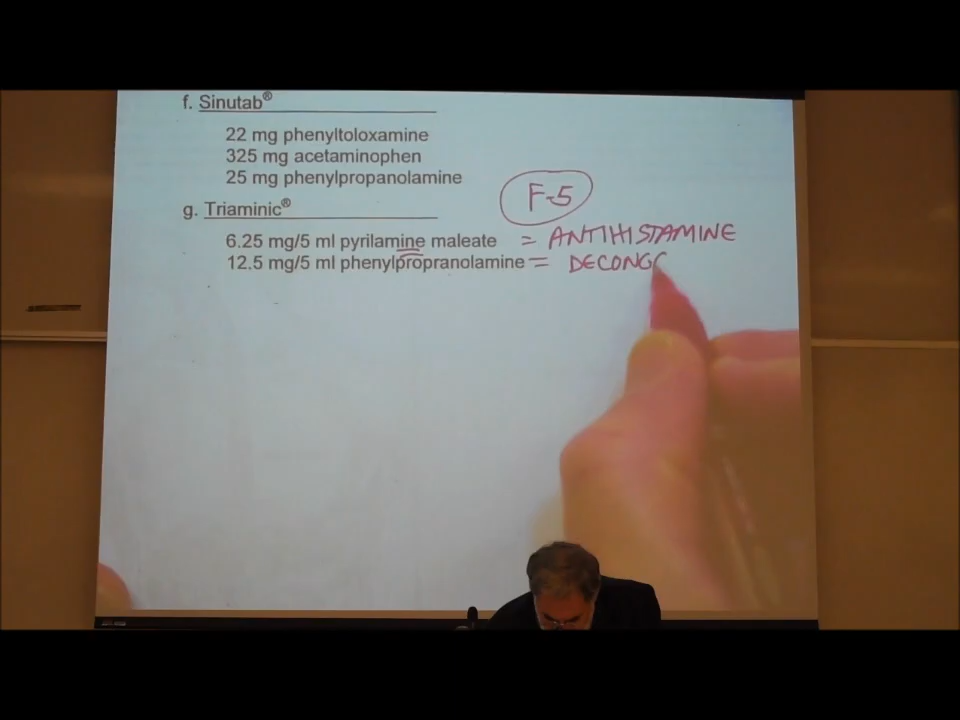 f. Sinutab®
22 mg phenyltoloxamine
325 mg acetaminophen
25 mg phenylpropanolamine
F-5
g. Triaminic®
6.25 mg/5 ml pyrilamine maleate = ANTIHISTAMINE
12.5 mg/5 ml phenylpropranolamine = DECONGC